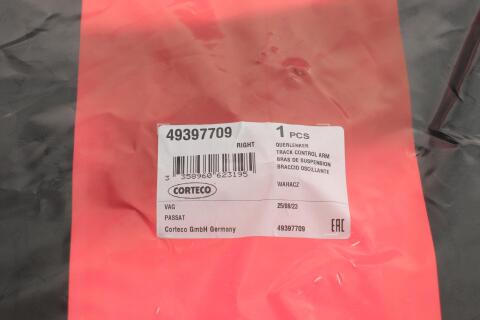 49397709
RIGHT
1 PCS
QUERLENKER
TRACK CONTROL ARM
BRAS DE SUSPENSION
BRACCIO OSCILLANTE
3 358960 623195
CORTECO
WAHACZ
VAG
25/08/23
PASSAT
Corteco GmbH Germany
49397709
EAC